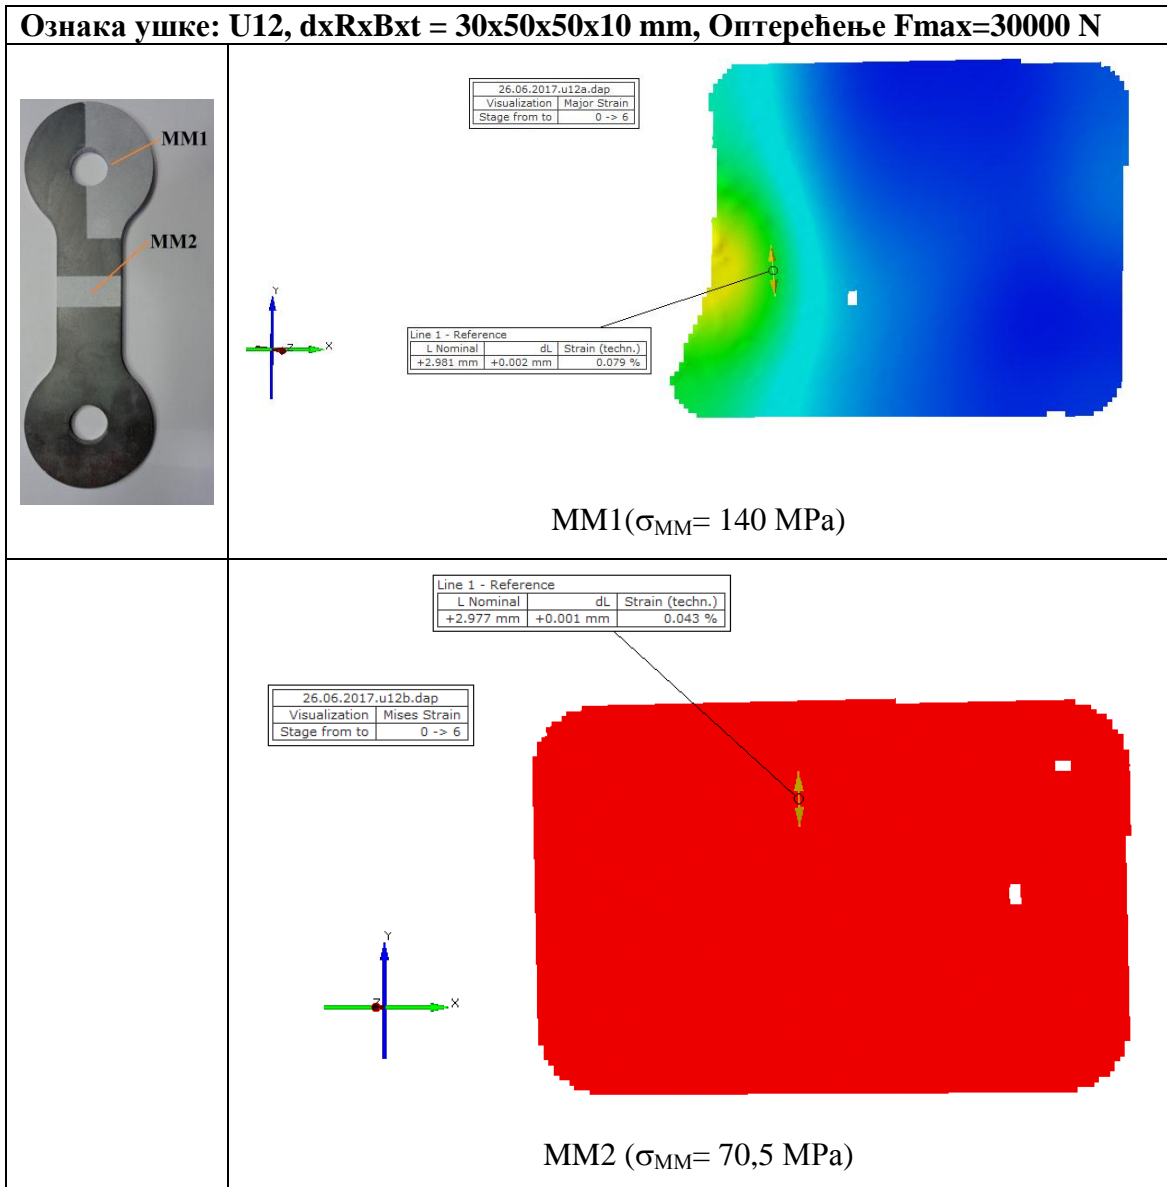 Ознака ушке: U12, dxRxBxt = 30x50x50x10 mm, Оптерећење Fmax=30000 N
MM1
MM2
26.06.2017.u12a.dap
Visualization Major Strain
Stage from to 0 -> 6
Y
Z
X
Line 1 - Reference
L Nominal dL Strain (techn.)
+2.981 mm +0.002 mm 0.079 %
MM1(σMM= 140 MPa)
Line 1 - Reference
L Nominal dL Strain (techn.)
+2.977 mm +0.001 mm 0.043 %
26.06.2017.u12b.dap
Visualization Mises Strain
Stage from to 0 -> 6
Y
Z
X
MM2 (σMM= 70,5 MPa)